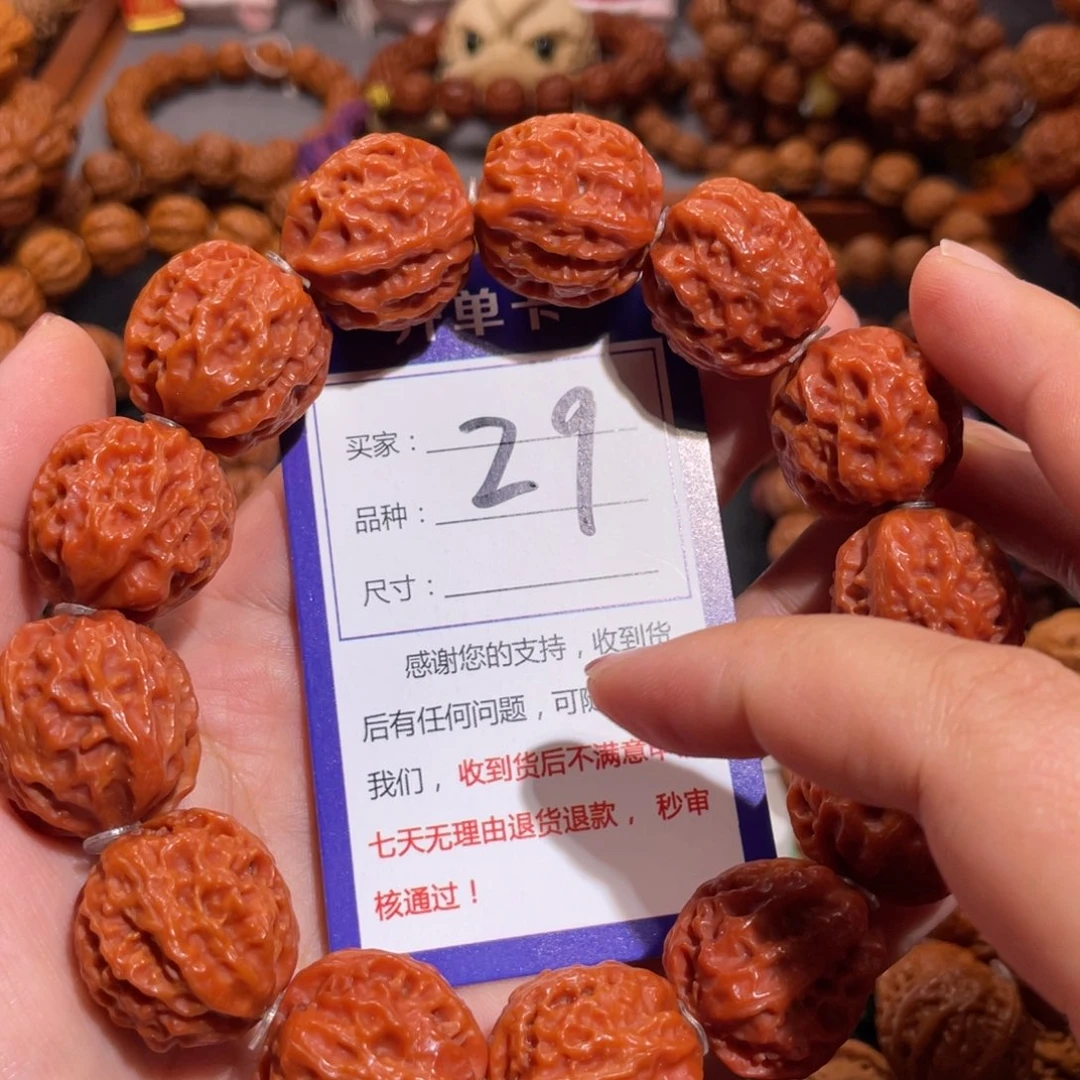 开单卡
29
买家：
品种：
尺寸：
感谢您的支持，收到货
后有任何问题，可随
我们，收到货后不满意
七天无理由退货退款，秒审
核通过！